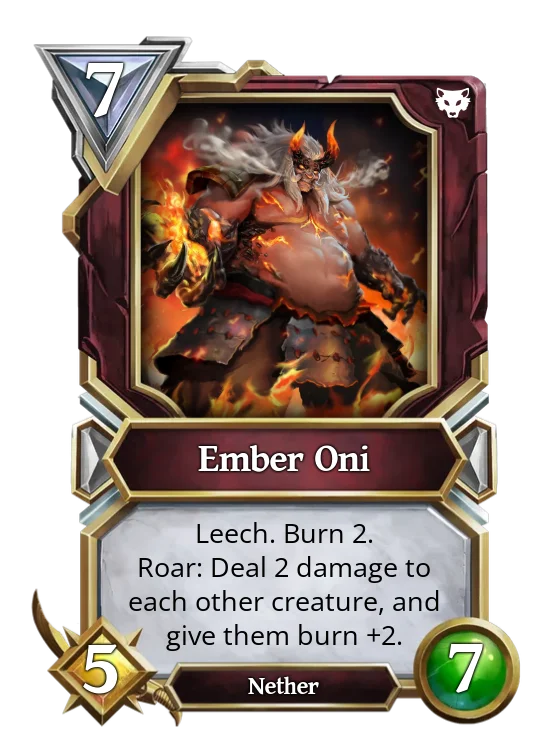 7
Ember Oni
Leech. Burn 2.
Roar: Deal 2 damage to
each other creature, and
give them burn +2.
5
Nether
7